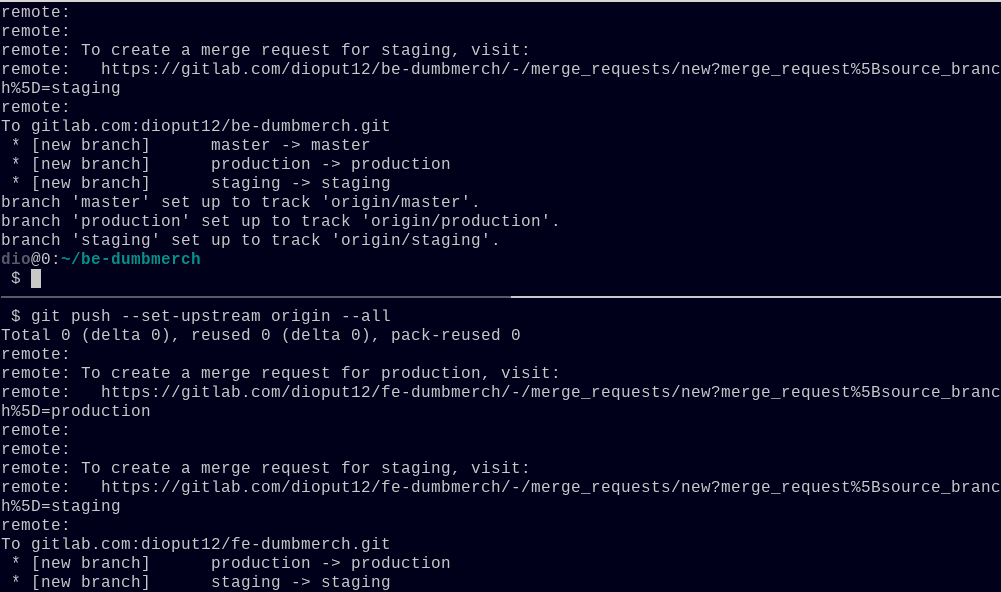 remote:
remote:
remote: To create a merge request for staging, visit:
remote:   https://gitlab.com/dioput12/be-dumbmerch/-/merge_requests/new?merge_request%5Bsource_branc
h%5D=staging
remote:
To gitlab.com:dioput12/be-dumbmerch.git
 * [new branch]      master -> master
 * [new branch]      production -> production
 * [new branch]      staging -> staging
branch 'master' set up to track 'origin/master'.
branch 'production' set up to track 'origin/production'.
branch 'staging' set up to track 'origin/staging'.
dio@0:~/be-dumbmerch
 $
 $ git push --set-upstream origin --all
Total 0 (delta 0), reused 0 (delta 0), pack-reused 0
remote:
remote: To create a merge request for production, visit:
remote:   https://gitlab.com/dioput12/fe-dumbmerch/-/merge_requests/new?merge_request%5Bsource_branc
h%5D=production
remote:
remote:
remote: To create a merge request for staging, visit:
remote:   https://gitlab.com/dioput12/fe-dumbmerch/-/merge_requests/new?merge_request%5Bsource_branc
h%5D=staging
remote:
To gitlab.com:dioput12/fe-dumbmerch.git
 * [new branch]      production -> production
 * [new branch]      staging -> staging